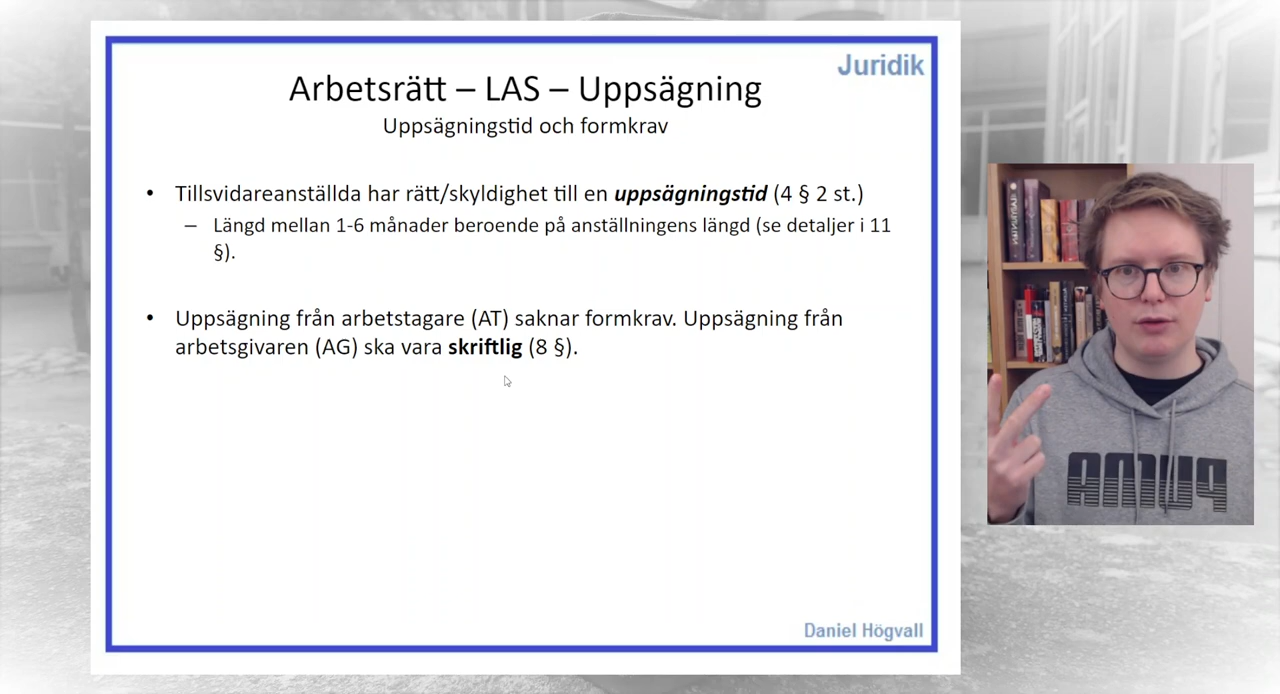 Juridik
Arbetsrätt – LAS – Uppsägning
Uppsägningstid och formkrav
• Tillsvidareanställda har rätt/skyldighet till en uppsägningstid (4 § 2 st.)
– Längd mellan 1-6 månader beroende på anställningens längd (se detaljer i 11
§).
• Uppsägning från arbetstagare (AT) saknar formkrav. Uppsägning från
arbetsgivaren (AG) ska vara skriftlig (8 §).
Daniel Högvall